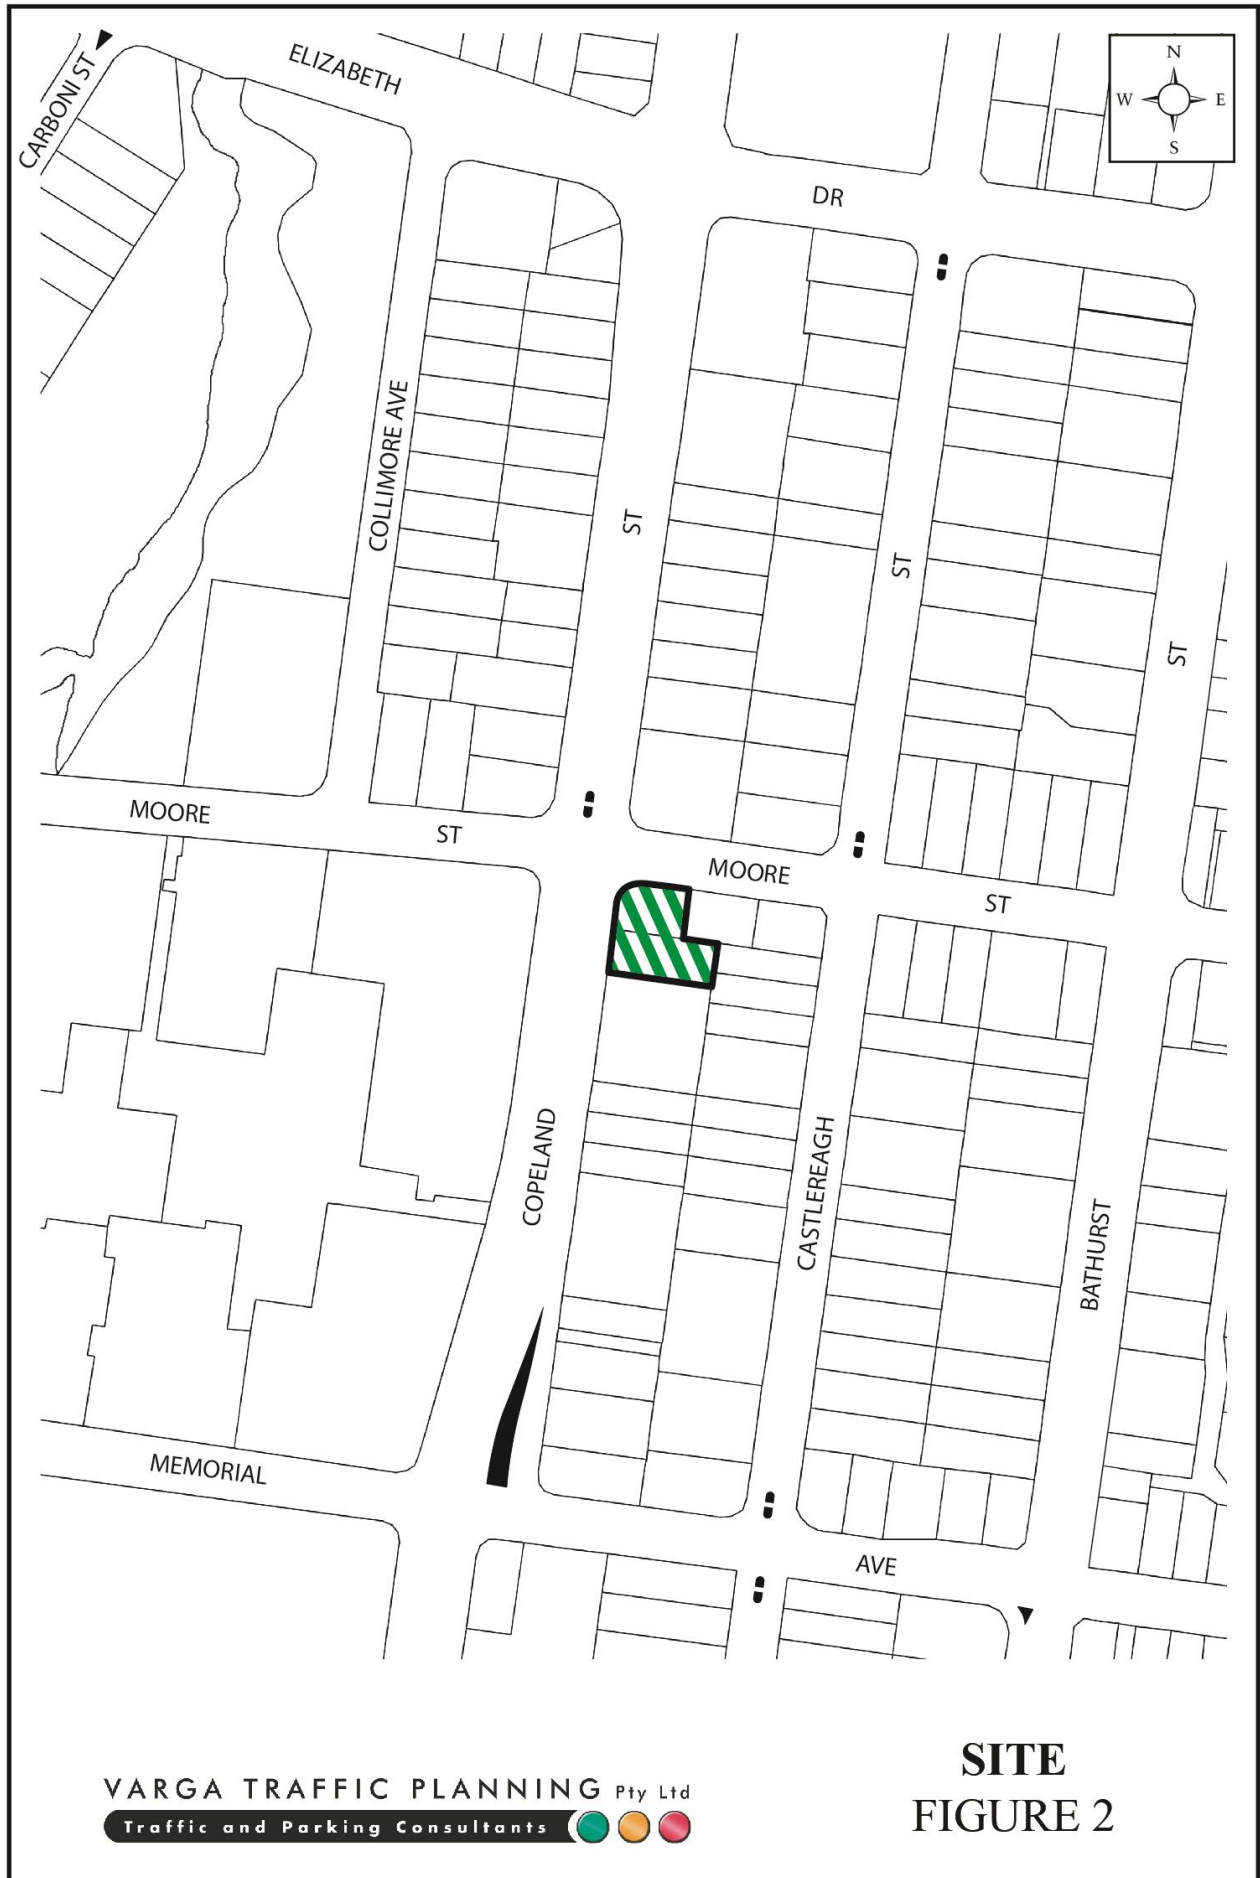 CARBONI ST
ELIZABETH
N
W
E
S
DR
COLLIMORE AVE
ST
ST
ST
MOORE
ST
MOORE
ST
COPELAND
CASTLEREAGH
BATHURST
MEMORIAL
AVE
SITE
FIGURE 2
VARGA TRAFFIC PLANNING Pty Ltd
Traffic and Parking Consultants